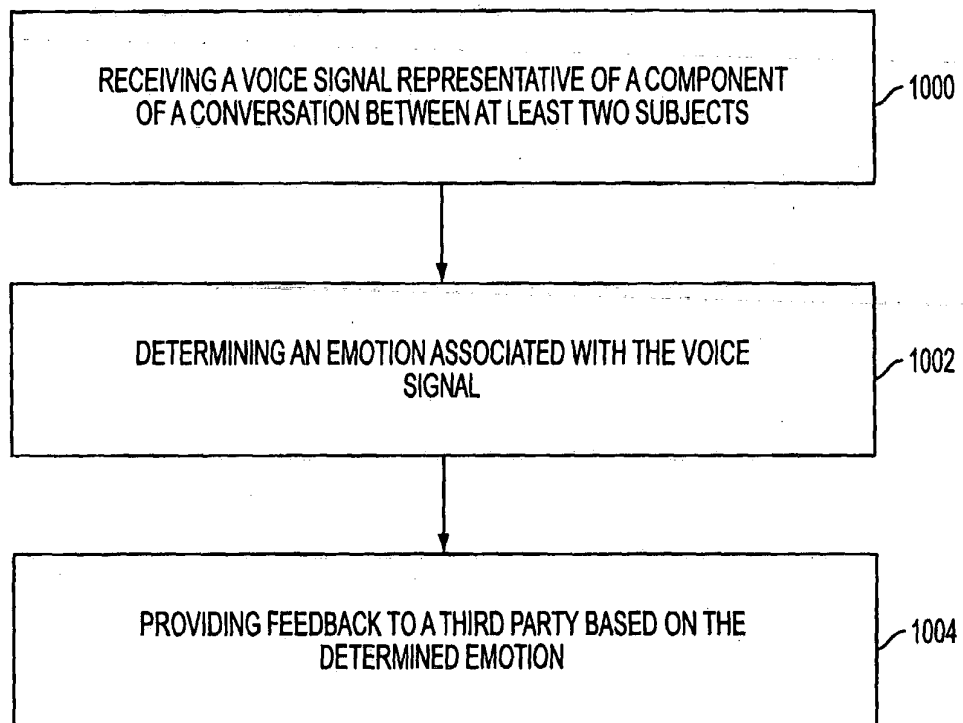 RECEIVING A VOICE SIGNAL REPRESENTATIVE OF A COMPONENT
OF A CONVERSATION BETWEEN AT LEAST TWO SUBJECTS
1000
DETERMINING AN EMOTION ASSOCIATED WITH THE VOICE
SIGNAL
1002
PROVIDING FEEDBACK TO A THIRD PARTY BASED ON THE
DETERMINED EMOTION
1004